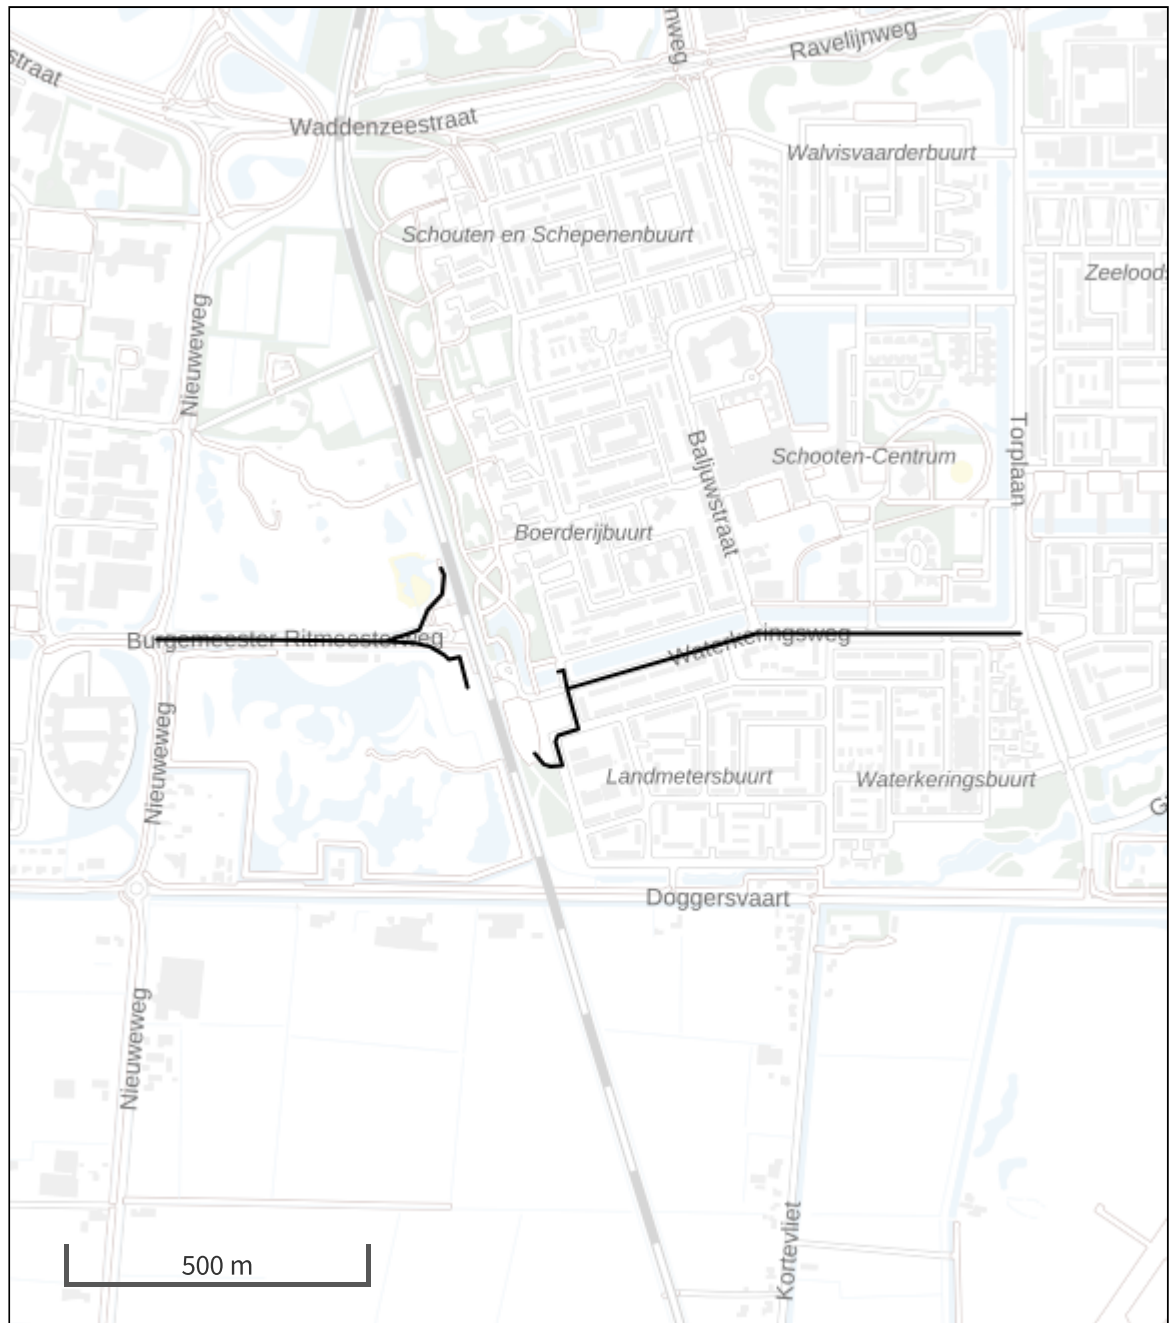 straat
nweg
Ravelijnweg
Waddenzeestraat
Walvisvaarderbuurt
Schouten en Schepenenbuurt
Zeelood
Nieuweweg
Torplaan
Baljuwstraat
Schooten-Centrum
Boerderijbuurt
Burgemeester Ritmeesterweg
Waterkeringsweg
Nieuweweg
Landmetersbuurt
Waterkeringsbuurt
G
Doggersvaart
Nieuweweg
Kortevliet
500 m